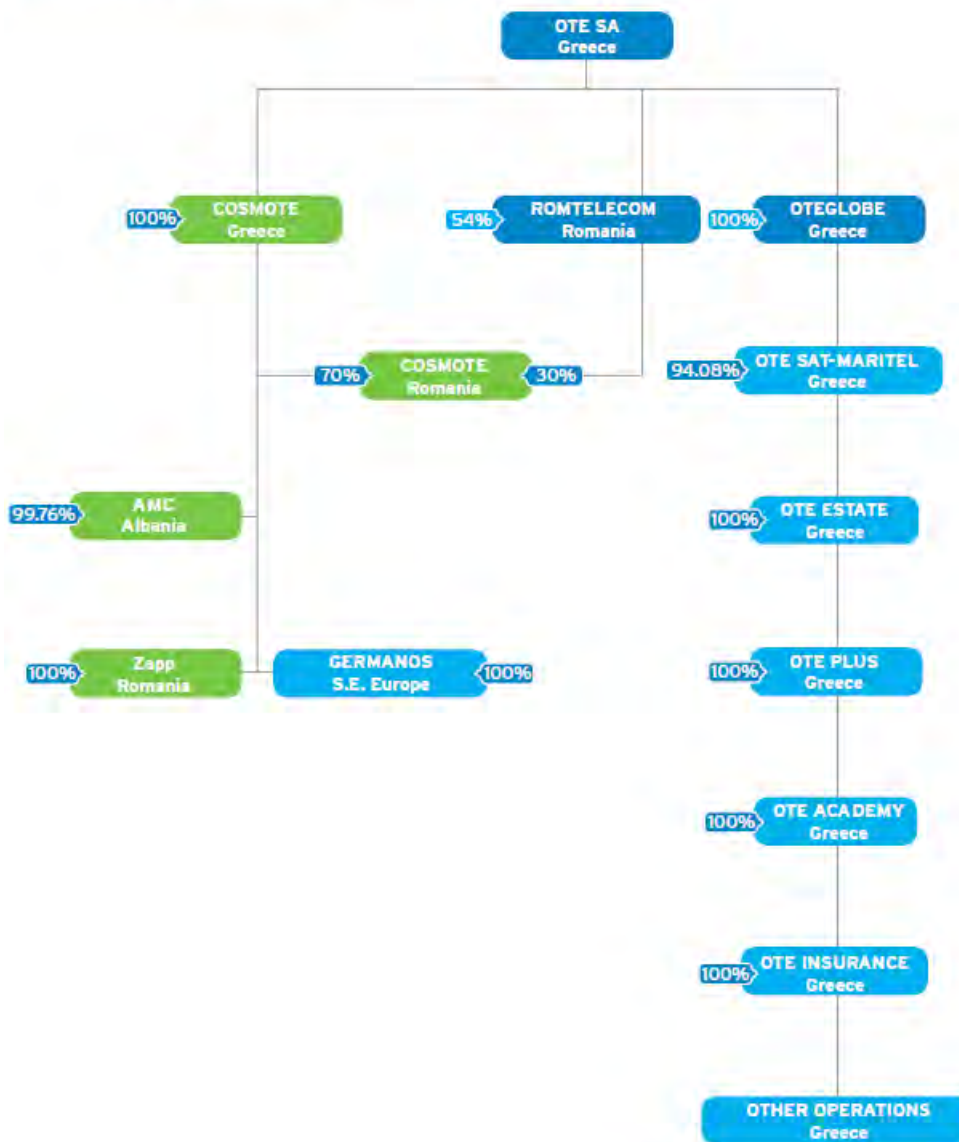 OTE SA
Greece
100%
COSMOTE
Greece
54%
ROMTELECOM
Romania
100%
OTEGLOBE
Greece
70%
COSMOTE
Romania
30%
94.08%
OTE SAT-MARITEL
Greece
99.76%
AMC
Albania
100%
OTE ESTATE
Greece
100%
Zapp
Romania
GERMANOS
S.E. Europe
100%
100%
OTE PLUS
Greece
100%
OTE ACADEMY
Greece
100%
OTE INSURANCE
Greece
OTHER OPERATIONS
Greece